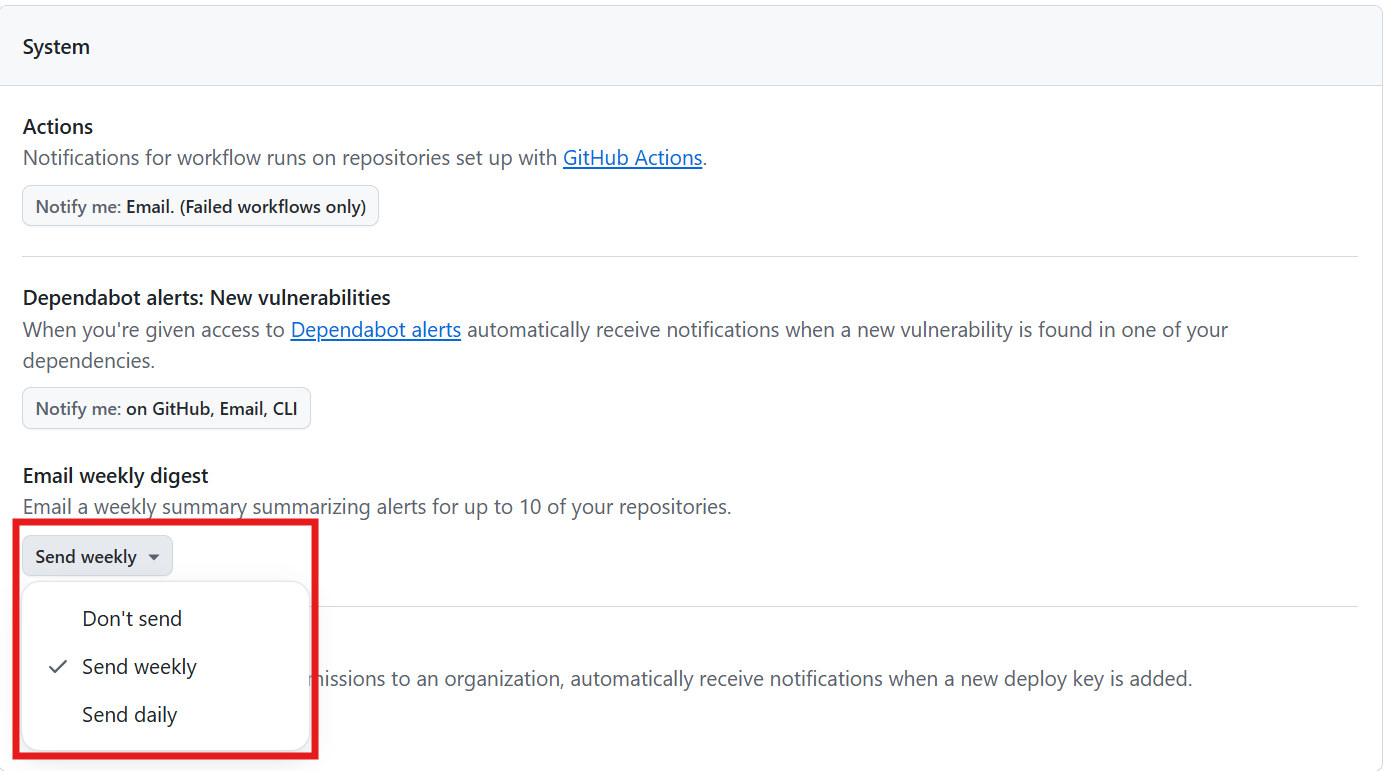 System
Actions
Notifications for workflow runs on repositories set up with GitHub Actions.
Notify me: Email. (Failed workflows only)
Dependabot alerts: New vulnerabilities
When you're given access to Dependabot alerts automatically receive notifications when a new vulnerability is found in one of your
dependencies.
Notify me: on GitHub, Email, CLI
Email weekly digest
Email a weekly summary summarizing alerts for up to 10 of your repositories.
Send weekly
Don't send
Send weekly
to an organization, automatically receive notifications when a new deploy key is added.
Send daily